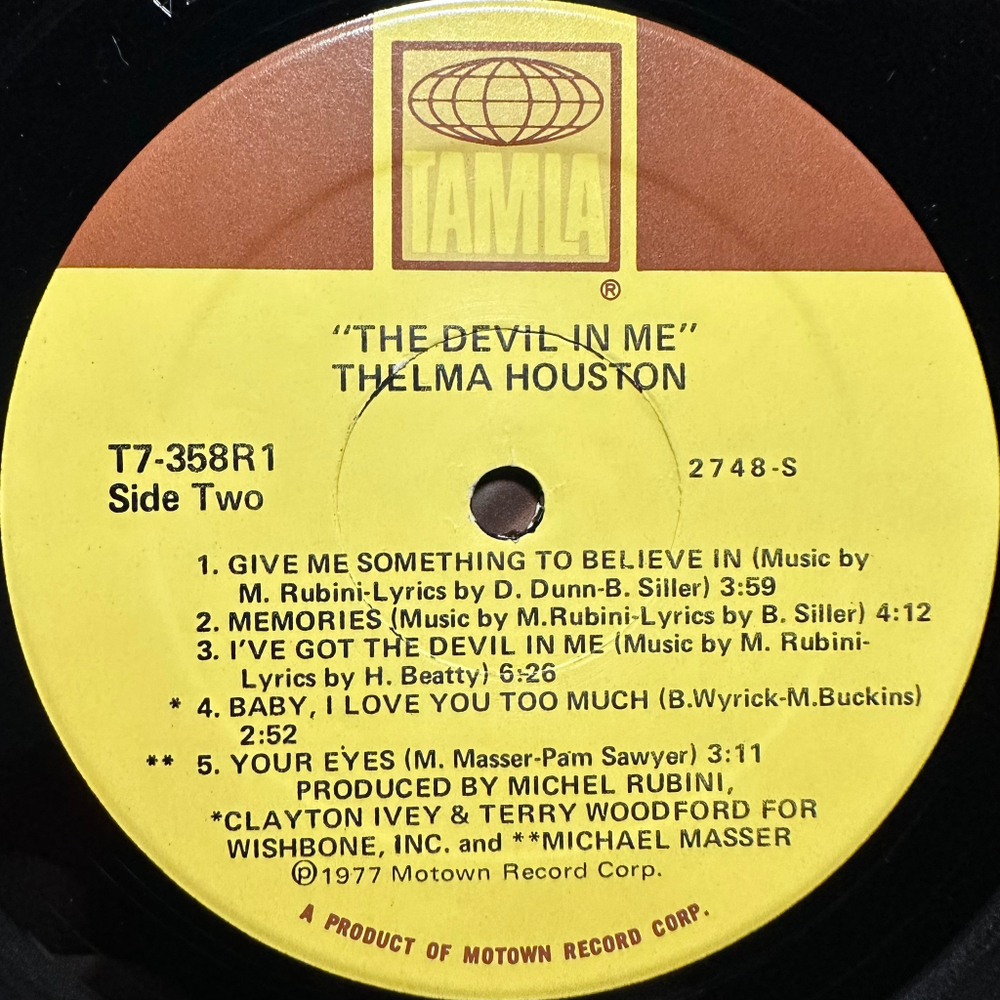 TAMLA
®
"THE DEVIL IN ME"
THELMA HOUSTON
T7-358R1
Side Two
2748-S
1. GIVE ME SOMETHING TO BELIEVE IN (Music by
M. Rubini-Lyrics by D. Dunn-B. Siller) 3:59
2. MEMORIES (Music by M.Rubini-Lyrics by B. Siller) 4:12
3. I'VE GOT THE DEVIL IN ME (Music by M. Rubini-
Lyrics by H. Beatty) 6:26
* 4. BABY, I LOVE YOU TOO MUCH (B.Wyrick-M.Buckins)
2:52
** 5. YOUR EYES (M. Masser-Pam Sawyer) 3:11
PRODUCED BY MICHEL RUBINI,
*CLAYTON IVEY & TERRY WOODFORD FOR
WISHBONE, INC. and **MICHAEL MASSER
℗1977 Motown Record Corp.
A PRODUCT OF MOTOWN RECORD CORP.